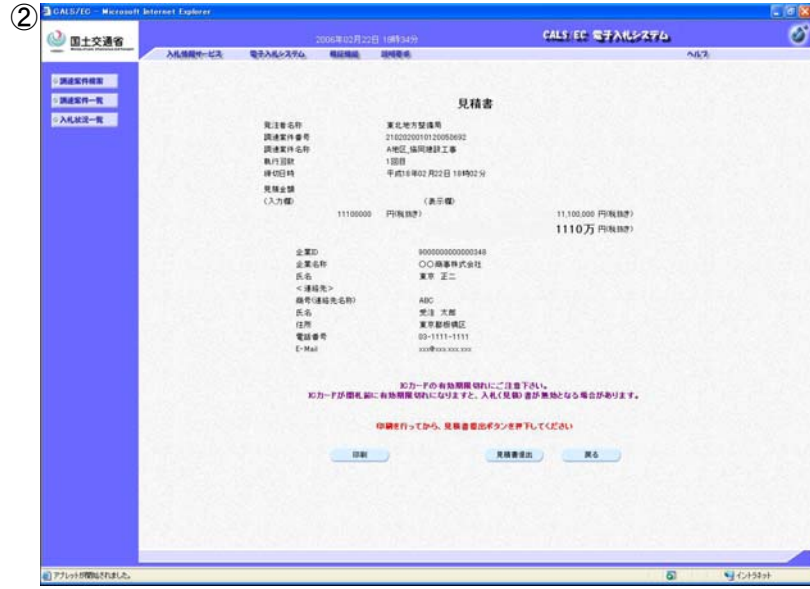 ②
CALS/EC - Microsoft Internet Explorer
国土交通省
2006年02月22日 18時34分
CALS/EC 電子入札システム
入札情報サービス 電子入札システム 検証機能 説明要求 ヘルプ
調達案件検索
調達案件一覧
入札状況一覧
見積書
発注者名称 東北地方整備局
調達案件番号 2102020010120050692
調達案件名称 A地区_協同建設工事
執行回数 1回目
締切日時 平成18年02月22日 18時02分
見積金額
(入力欄) (表示欄)
11100000 円(税抜き) 11,100,000 円(税抜き)
1110万 円(税抜き)
企業ID 9000000000000348
企業名称 〇〇商事株式会社
氏名 東京 正二
<連絡先>
商号(連絡先名称) ABC
氏名 受注 太郎
住所 東京都板橋区
電話番号 03-1111-1111
E-Mail xxx@xxx.xxx.xxx
ICカードの有効期限切れにご注意下さい。
ICカードが開札前に有効期限切れになりますと、入札(見積)書が無効となる場合があります。
印刷を行ってから、見積書提出ボタンを押下してください
印刷 見積書提出 戻る
アプレットが開始されました。 イントラネット